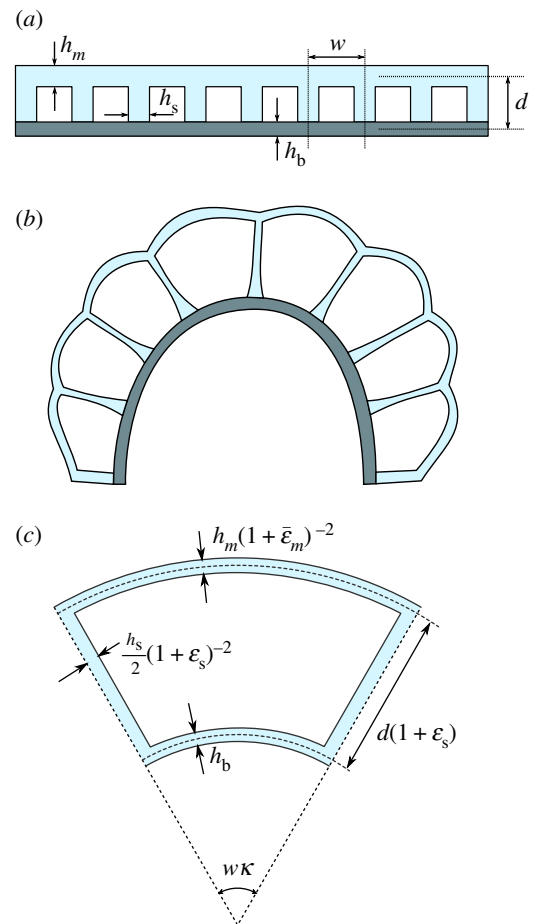 (a)
h_m
w
h_s
d
h_b
(b)
(c)
h_m(1 + ε̄_m)^−2
h_s/2 (1 + ε_s)^−2
d(1 + ε_s)
h_b
wκ